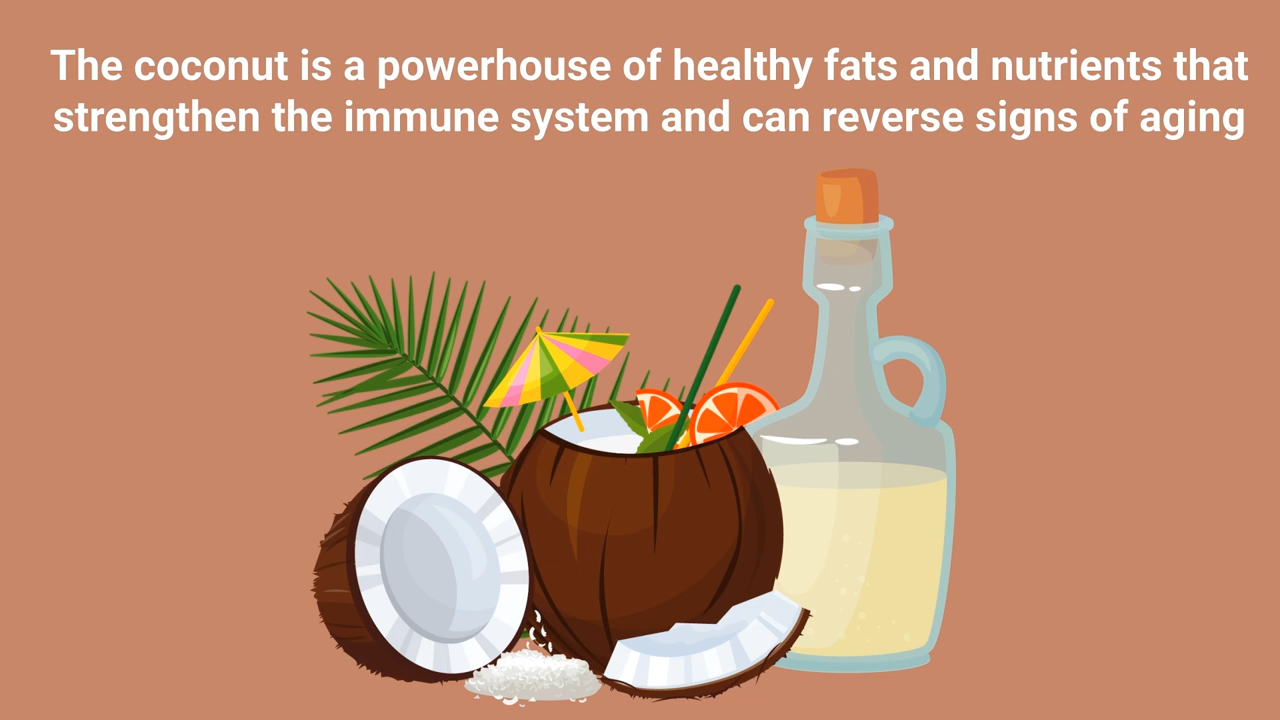 The coconut is a powerhouse of healthy fats and nutrients that
strengthen the immune system and can reverse signs of aging